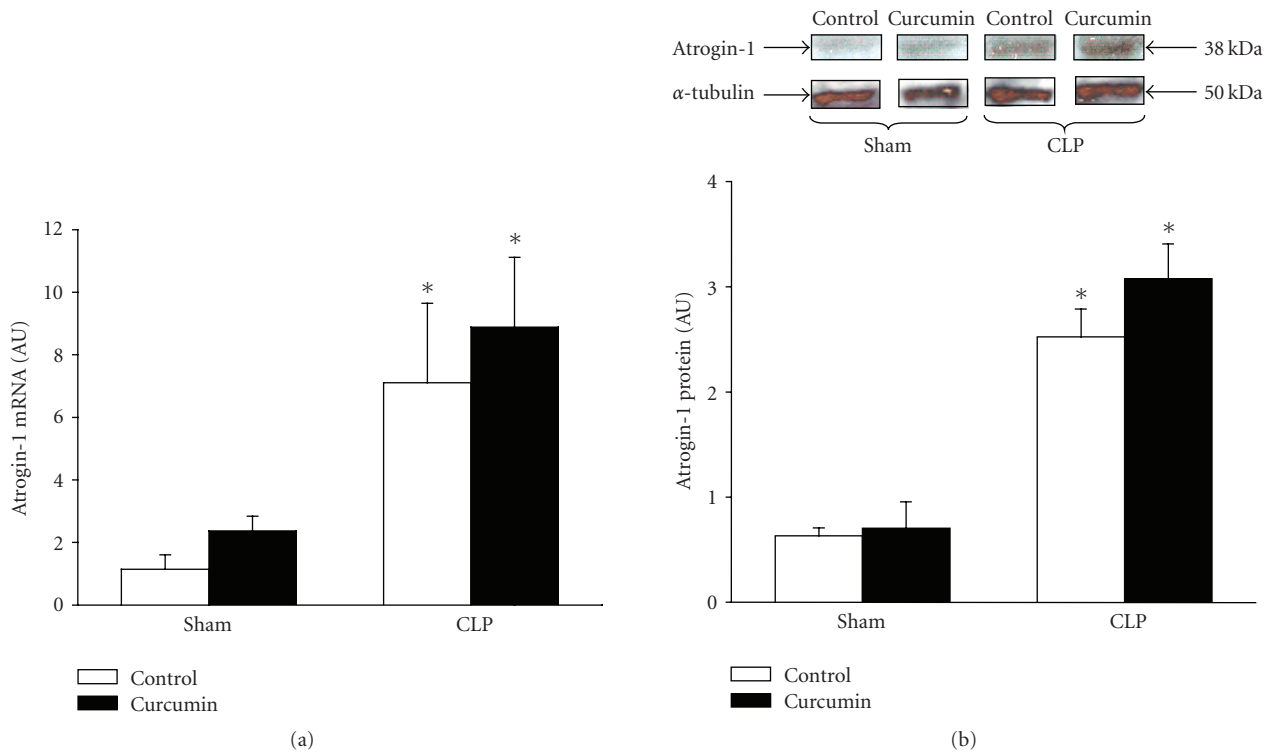 Control Curcumin Control Curcumin
Atrogin-1 38 kDa
α-tubulin 50 kDa
Sham CLP
12
10
8
6
4
2
0
Atrogin-1 mRNA (AU)
*
*
Sham CLP
Control
Curcumin
(a)
4
3
2
1
0
Atrogin-1 protein (AU)
*
*
Sham CLP
Control
Curcumin
(b)